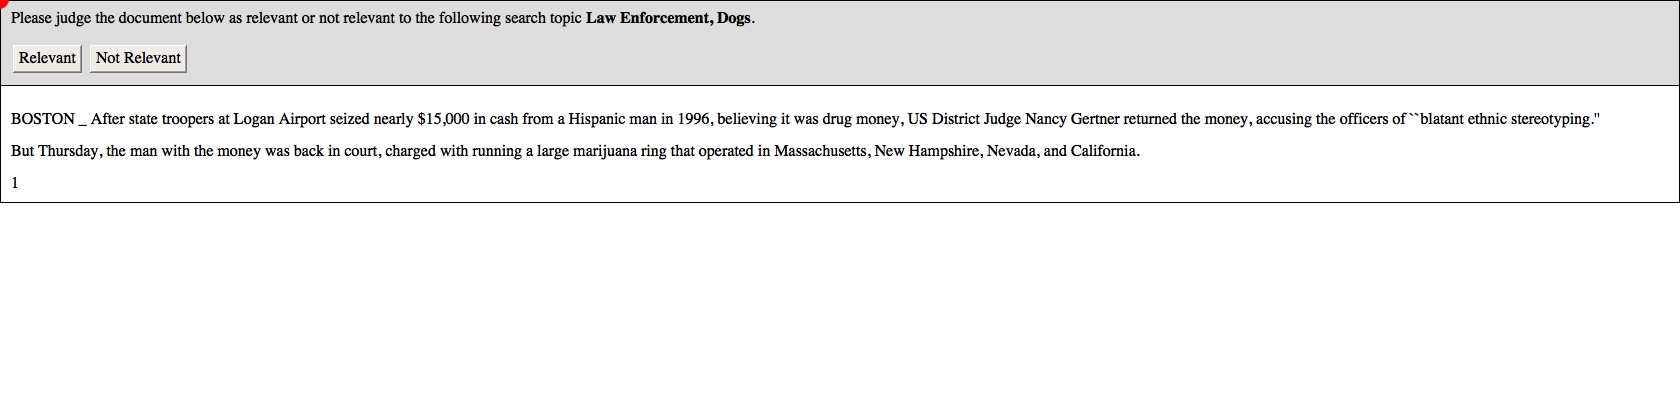 Please judge the document below as relevant or not relevant to the following search topic Law Enforcement, Dogs.
Relevant Not Relevant
BOSTON _ After state troopers at Logan Airport seized nearly $15,000 in cash from a Hispanic man in 1996, believing it was drug money, US District Judge Nancy Gertner returned the money, accusing the officers of ``blatant ethnic stereotyping.''
But Thursday, the man with the money was back in court, charged with running a large marijuana ring that operated in Massachusetts, New Hampshire, Nevada, and California.
1